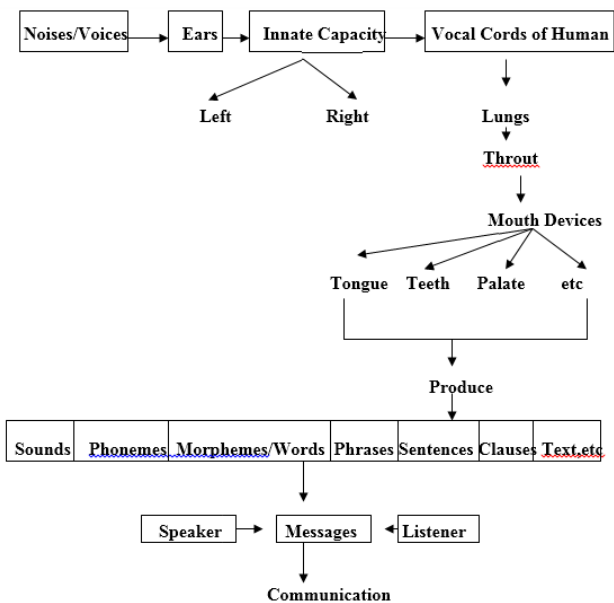 Noises/Voices Ears Innate Capacity Vocal Cords of Human
Left Right Lungs
Throut
Mouth Devices
Tongue Teeth Palate etc
Produce
Sounds Phonemes Morphemes/Words Phrases Sentences Clauses Text,etc
Speaker Messages Listener
Communication